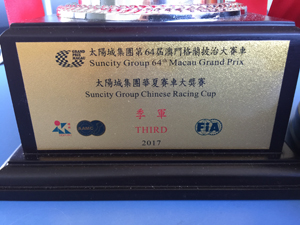 GRAND PRIX
太陽城集團第64屆澳門格蘭披治大賽車
Suncity Group 64th Macau Grand Prix
太陽城集團華夏賽車大獎賽
Suncity Group Chinese Racing Cup
季軍
THIRD
FIA
2017